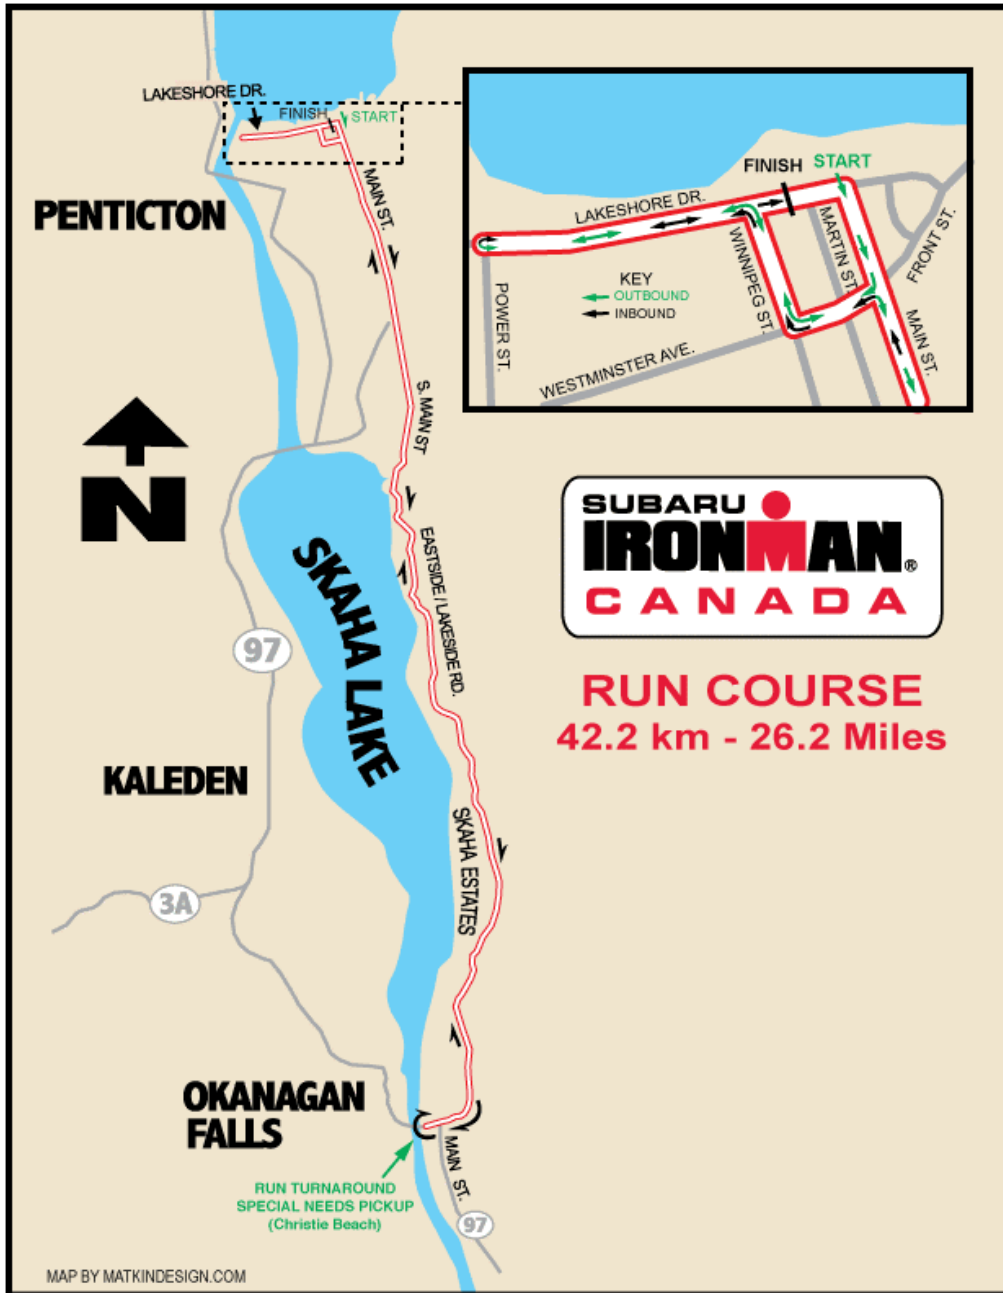 LAKESHORE DR.
FINISH
START
PENTICTON
MAIN ST.
S. MAIN ST
N
EASTSIDE / LAKESIDE RD.
SKAHA LAKE
97
KALEDEN
SKAHA ESTATES
3A
OKANAGAN
FALLS
MAIN ST.
RUN TURNAROUND
SPECIAL NEEDS PICKUP
(Christie Beach)
97
MAP BY MATKINDESIGN.COM
FINISH
START
LAKESHORE DR.
MARTIN ST.
FRONT ST.
WINNIPEG ST.
KEY
OUTBOUND
INBOUND
POWER ST.
MAIN ST.
WESTMINSTER AVE.
SUBARU
IRONMAN®
CANADA
RUN COURSE
42.2 km - 26.2 Miles